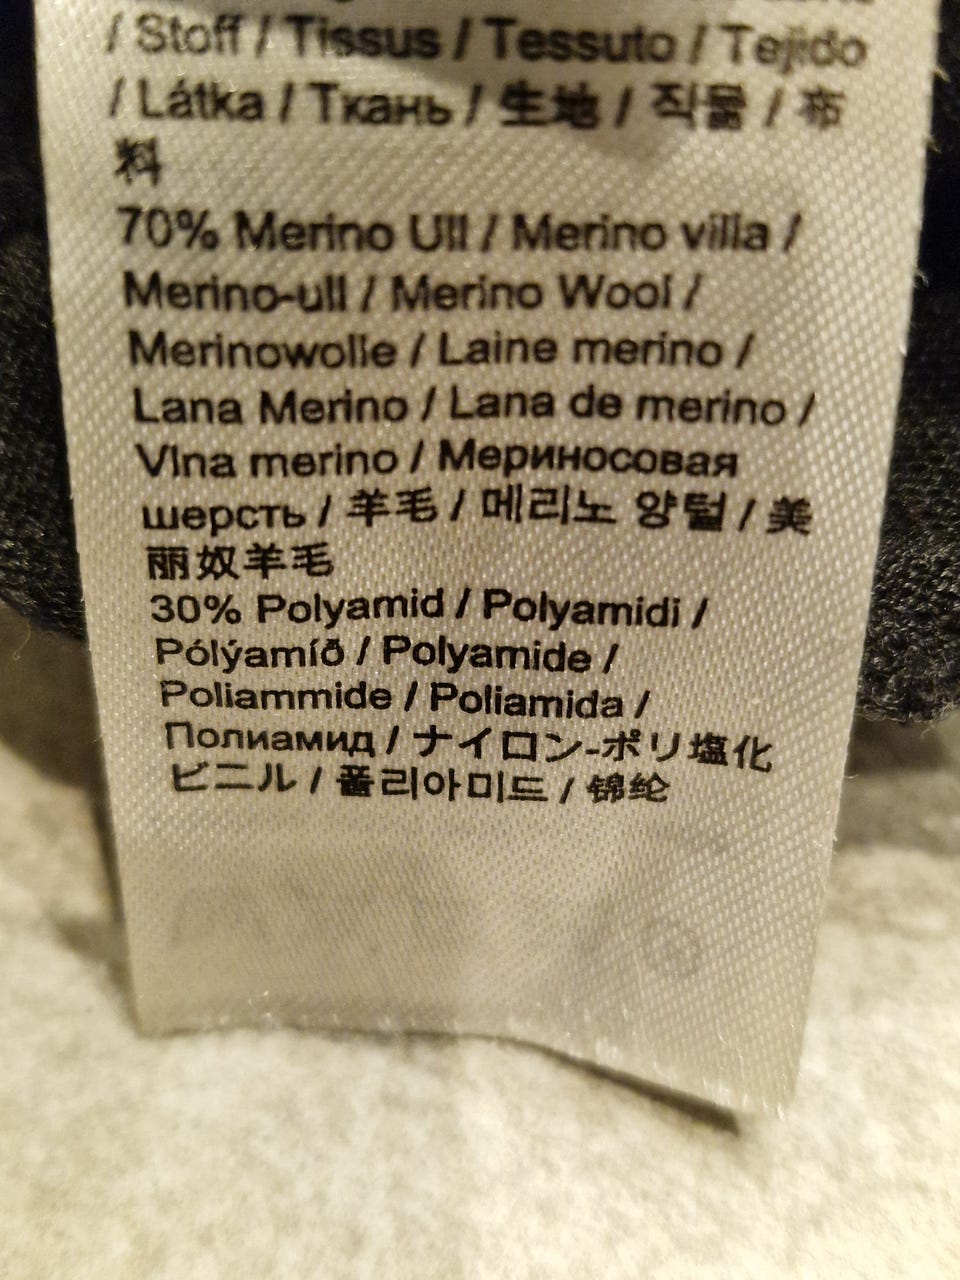 / Stoff / Tissus / Tessuto / Tejido
/ Látka / Ткань / 生地 / 직물 / 布
料
70% Merino Ull / Merino villa /
Merino-ull / Merino Wool /
Merinowolle / Laine merino /
Lana Merino / Lana de merino /
Vlna merino / Мериносовая
шерсть / 羊毛 / 메리노 양털 / 美
丽奴羊毛
30% Polyamid / Polyamidi /
Pólýamíð / Polyamide /
Poliammide / Poliamida /
Полиамид / ナイロン-ポリ塩化
ビニル / 폴리아미드 / 锦纶